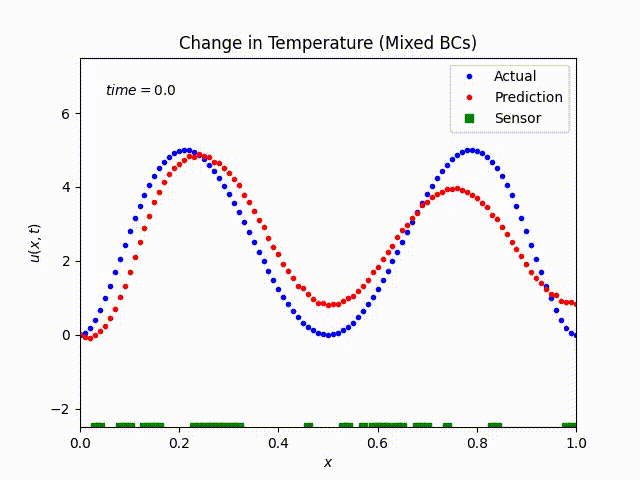 Change in Temperature (Mixed BCs)
time = 0.0
Actual
Prediction
Sensor
6
4
2
0
−2
u(x, t)
0.0 0.2 0.4 0.6 0.8 1.0
x